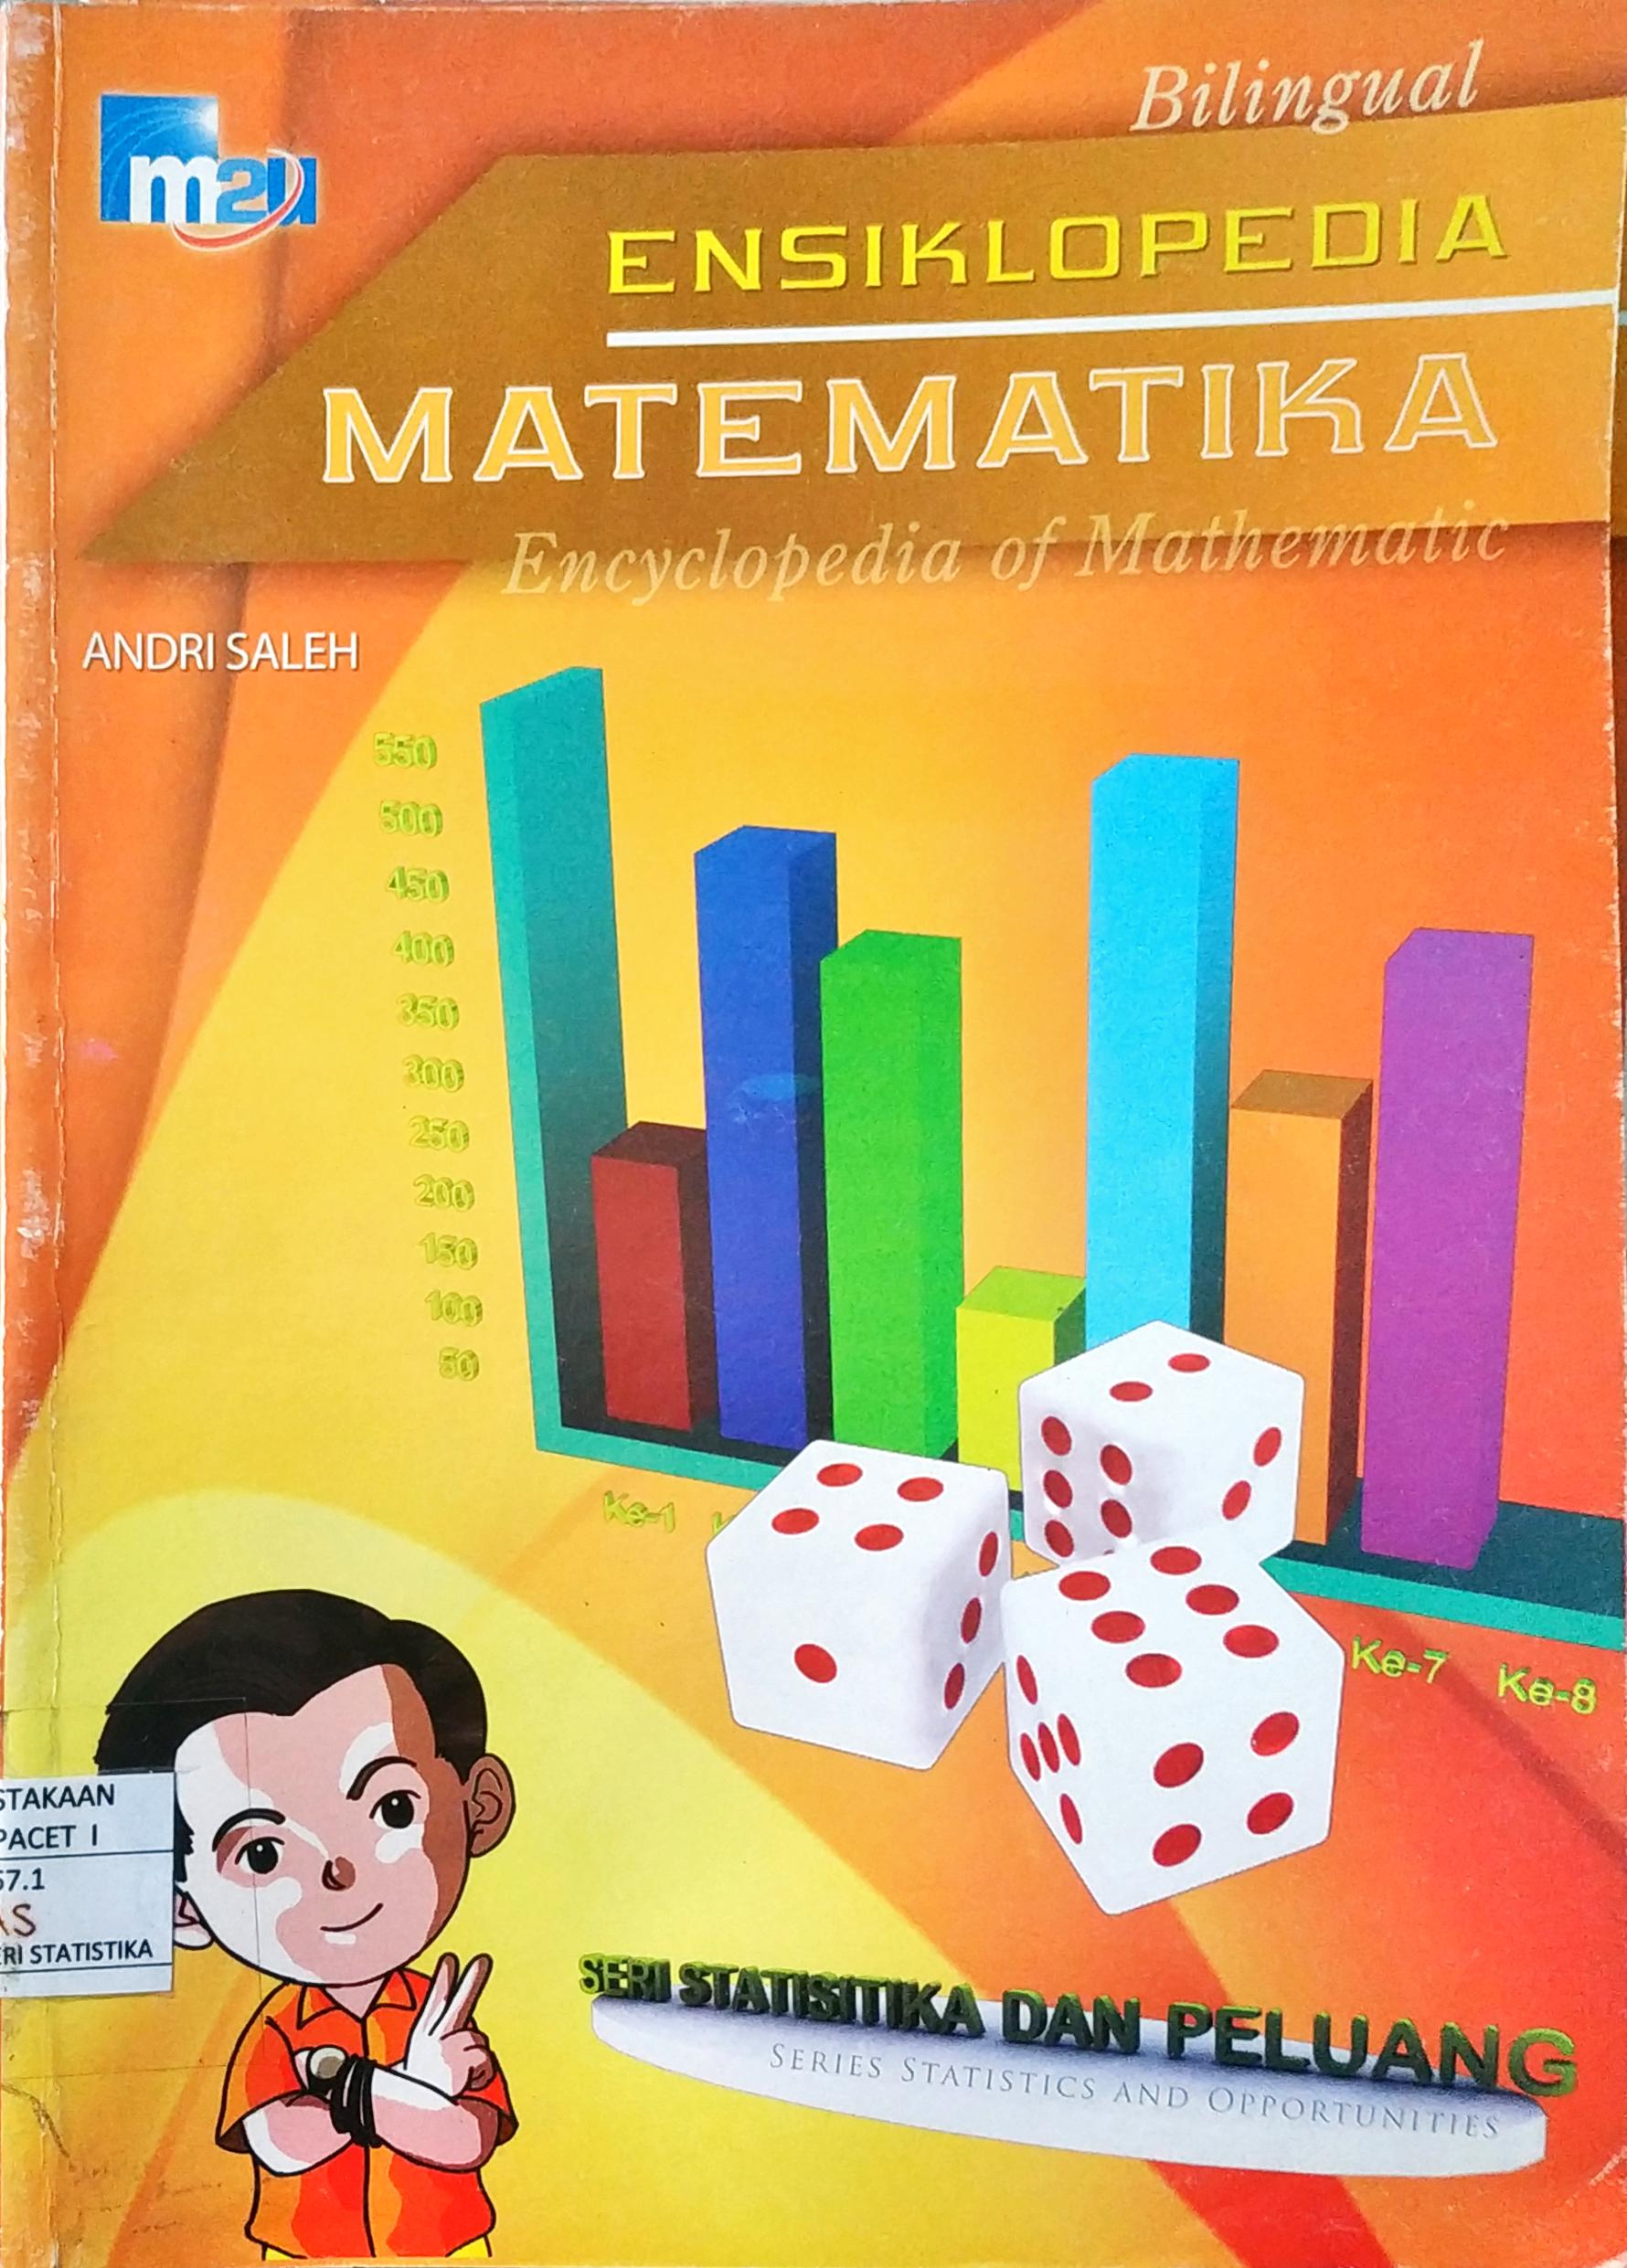 Bilingual
m2u
ENSIKLOPEDIA
MATEMATIKA
Encyclopedia of Mathematic
ANDRI SALEH
550
500
450
400
350
300
250
200
150
100
50
Ke-1
Ke-7 Ke-8
STAKAAN
PACET I
57.1
AS
ERI STATISTIKA
SERI STATISITIKA DAN PELUANG
SERIES STATISTICS AND OPPORTUNITIES